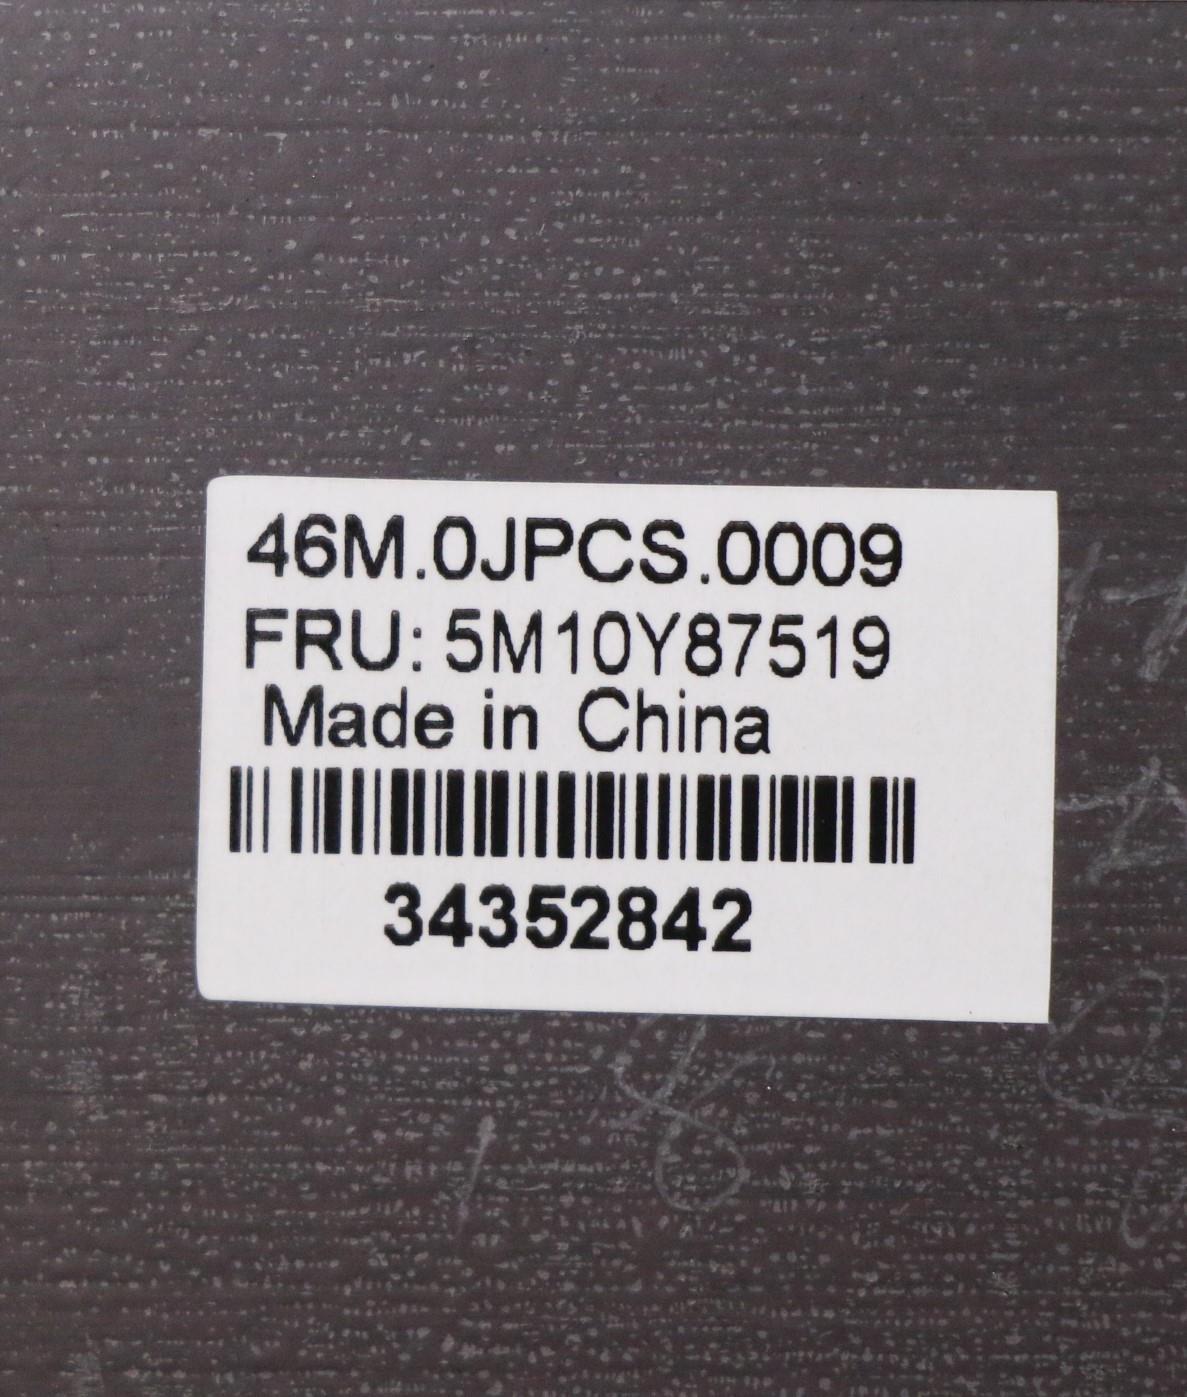 46M.0JPCS.0009
FRU: 5M10Y87519
Made in China
34352842